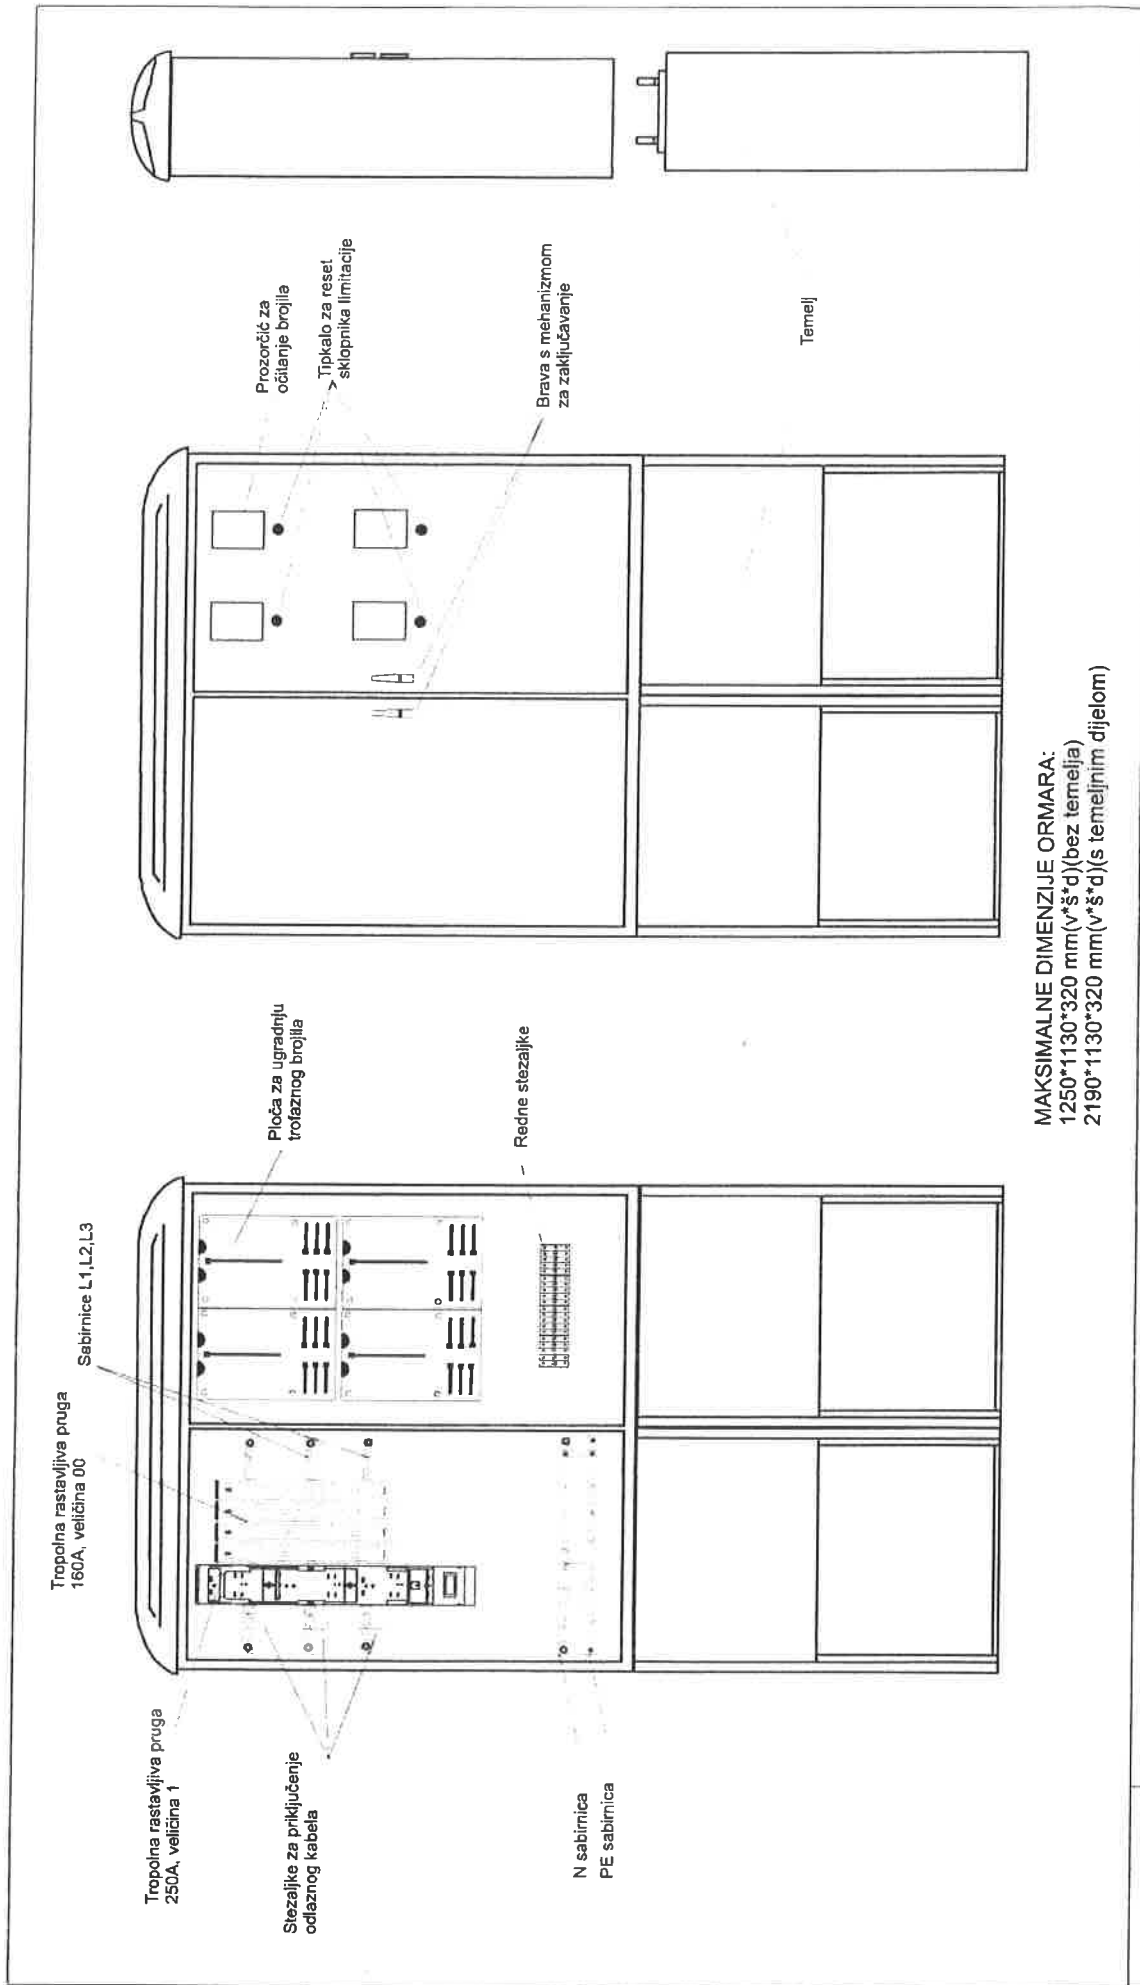 Tropolna rastavljiva pruga
250A, veličina 1
Tropolna rastavljiva pruga
160A, veličina 00
Sabirnice L1,L2,L3
Stezaljke za priključenje
odlaznog kabela
N sabirnica
PE sabirnica
Ploča za ugradnju
trofaznog brojila
Redne stezaljke
Prozorčić za
očitanje brojila
Tipkalo za reset
sklopnika limitacije
Brava s mehanizmom
za zaključavanje
Temelj
MAKSIMALNE DIMENZIJE ORMARA:
1250*1130*320 mm(v*š*d)(bez temelja)
2190*1130*320 mm(v*š*d)(s temeljnim dijelom)